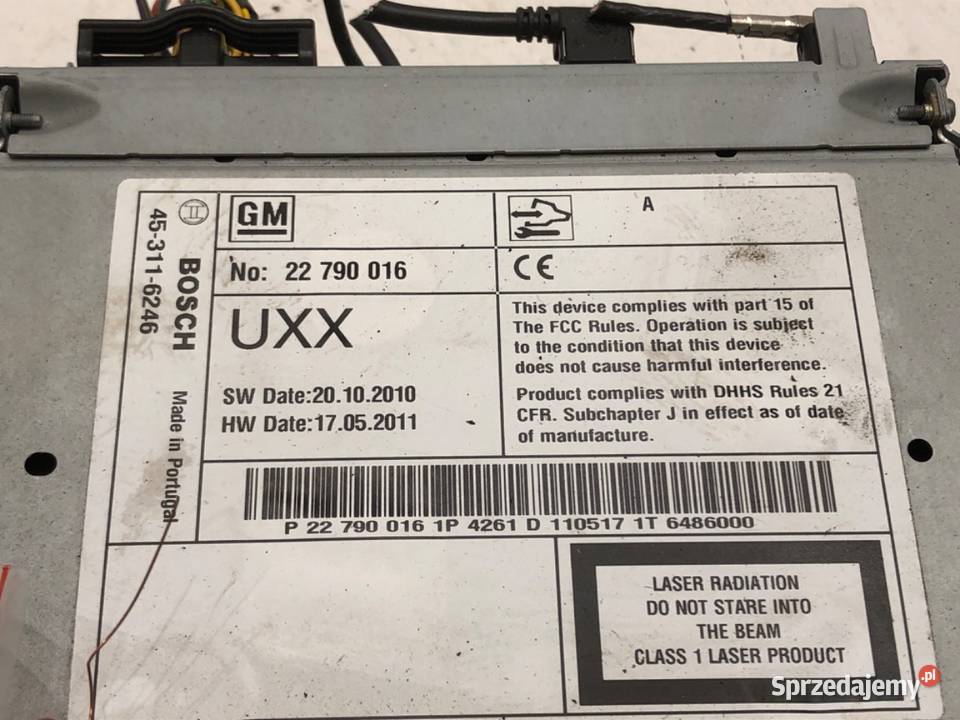 GM
A
No: 22 790 016
CE
UXX
SW Date:20.10.2010
HW Date:17.05.2011
This device complies with part 15 of
The FCC Rules. Operation is subject
to the condition that this device
does not cause harmful interference.
Product complies with DHHS Rules 21
CFR. Subchapter J in effect as of date
of manufacture.
BOSCH
Made in Portugal
45-311-6246
P 22 790 016 1P 4261 D 110517 1T 6486000
LASER RADIATION
DO NOT STARE INTO
THE BEAM
CLASS 1 LASER PRODUCT
Sprzedajemy.pl